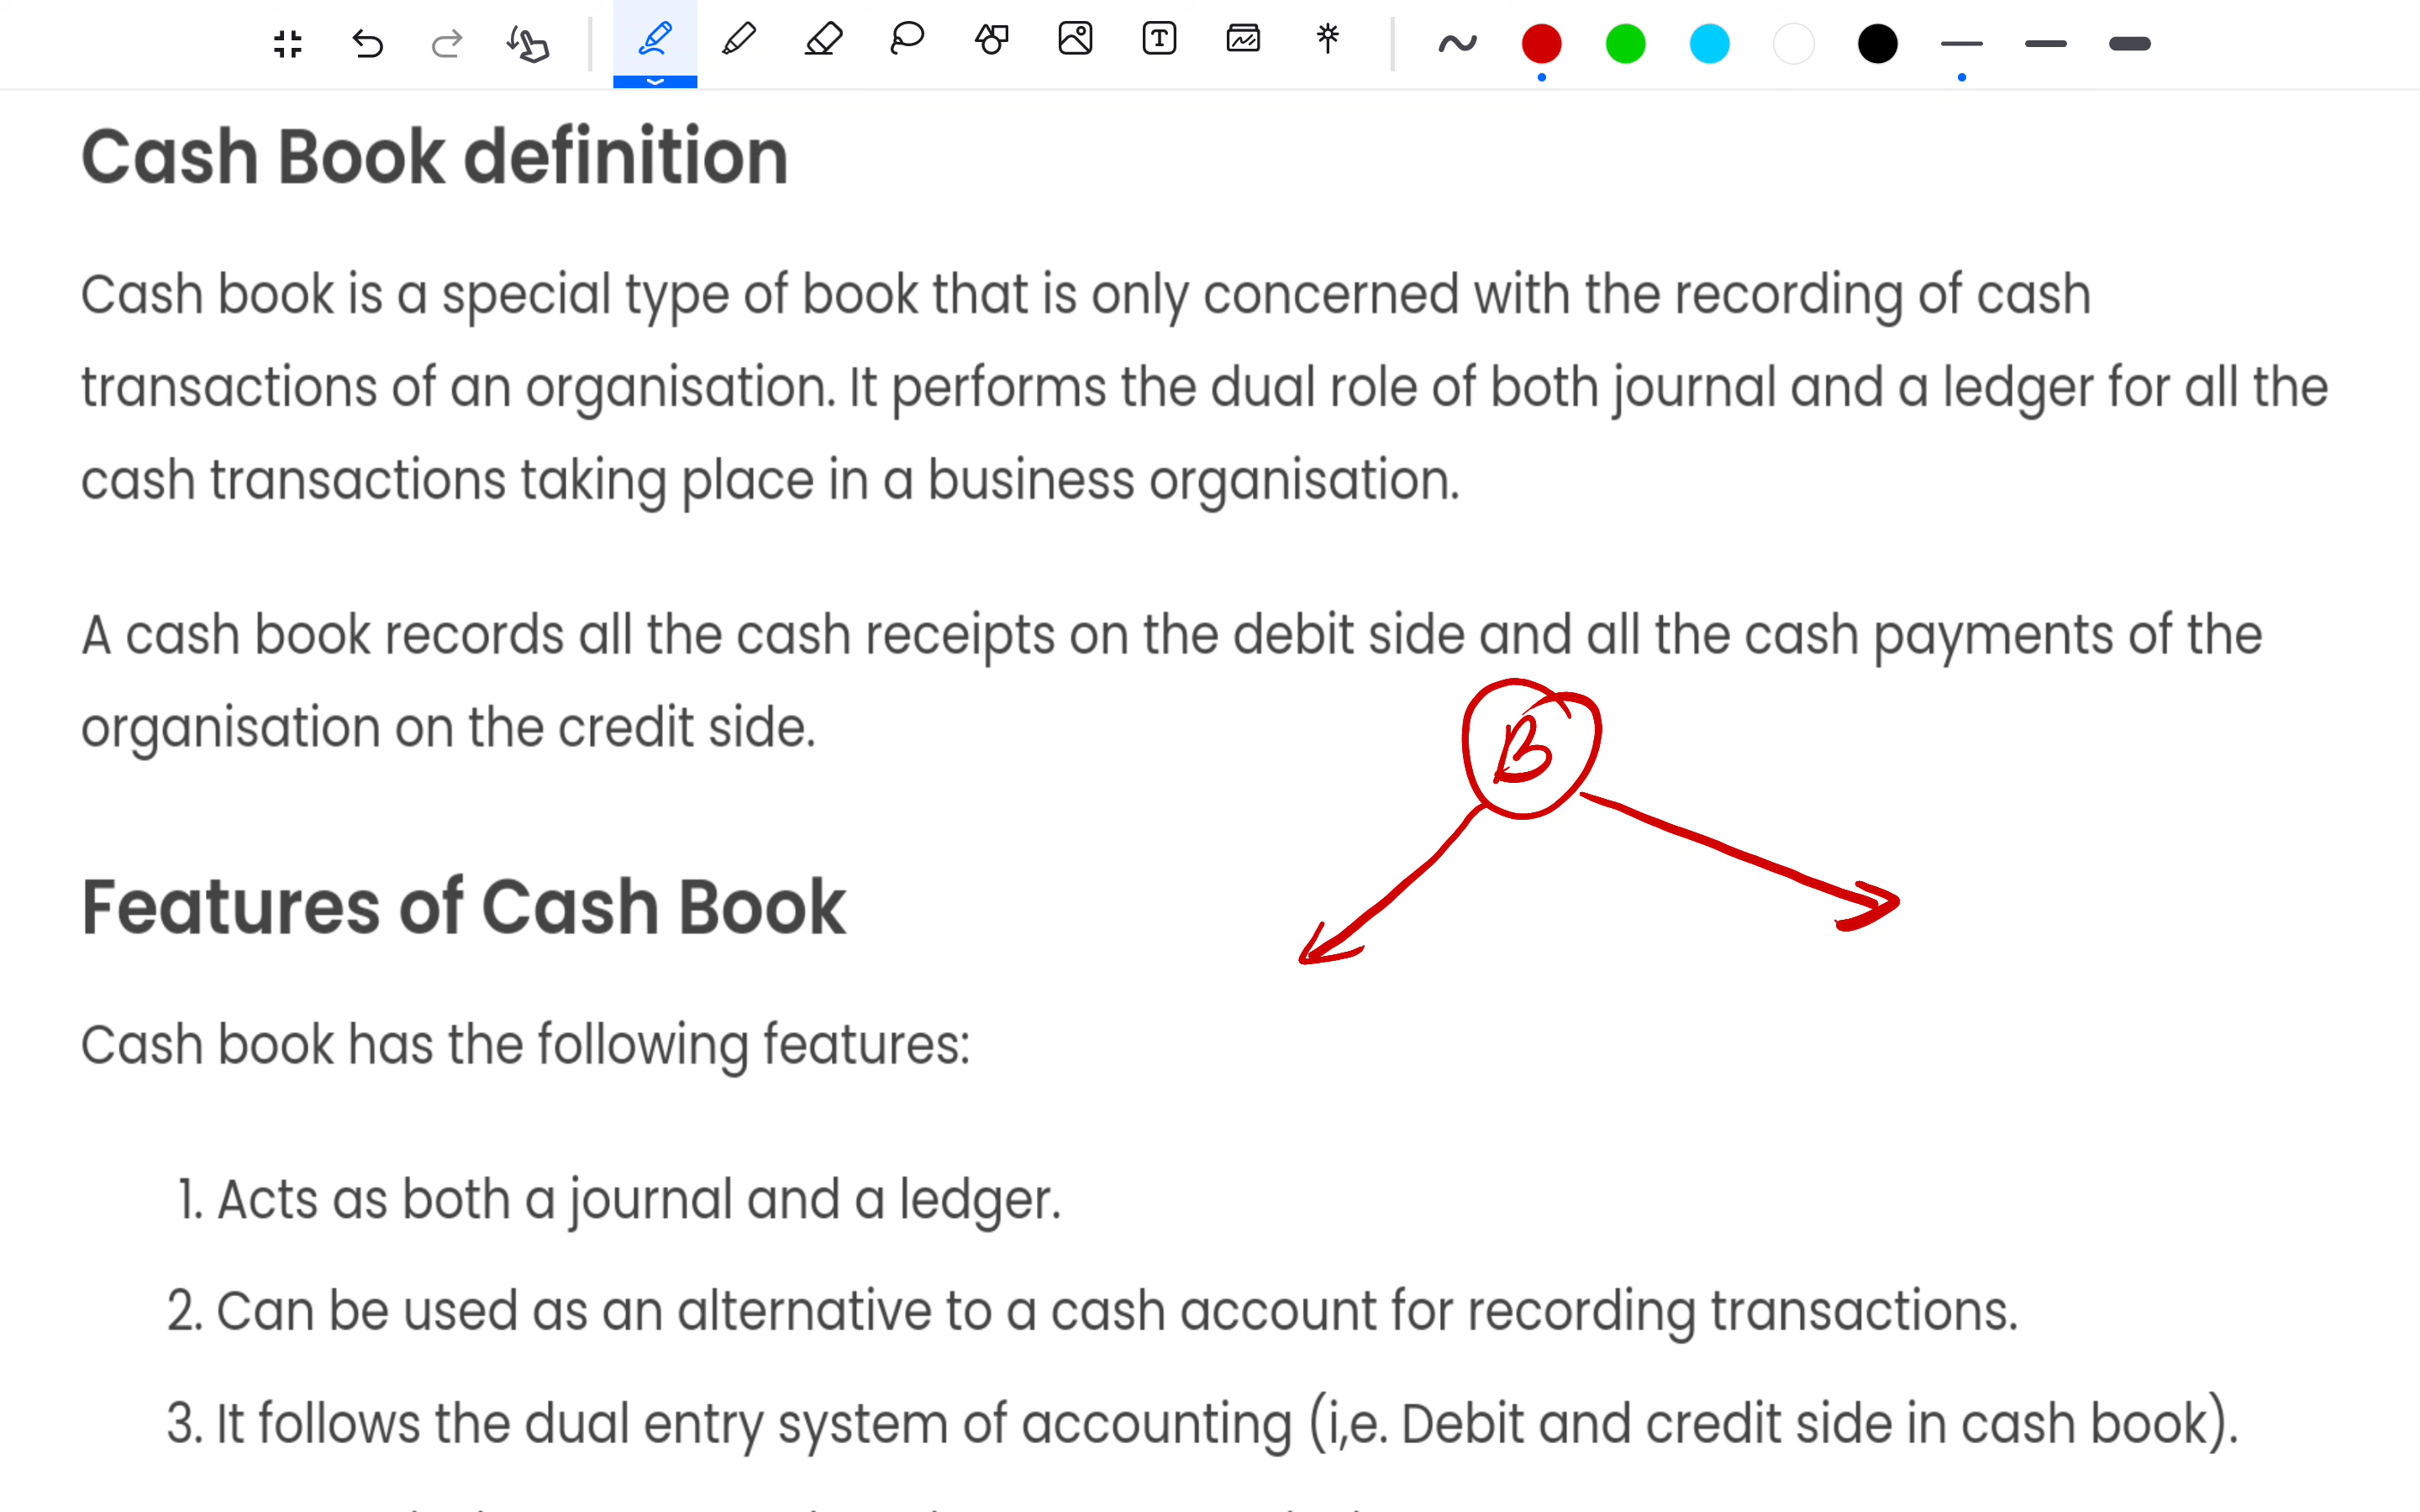 Cash Book definition
Cash book is a special type of book that is only concerned with the recording of cash
transactions of an organisation. It performs the dual role of both journal and a ledger for all the
cash transactions taking place in a business organisation.
A cash book records all the cash receipts on the debit side and all the cash payments of the
organisation on the credit side.
B
Features of Cash Book
Cash book has the following features:
1. Acts as both a journal and a ledger.
2. Can be used as an alternative to a cash account for recording transactions.
3. It follows the dual entry system of accounting (i,e. Debit and credit side in cash book).